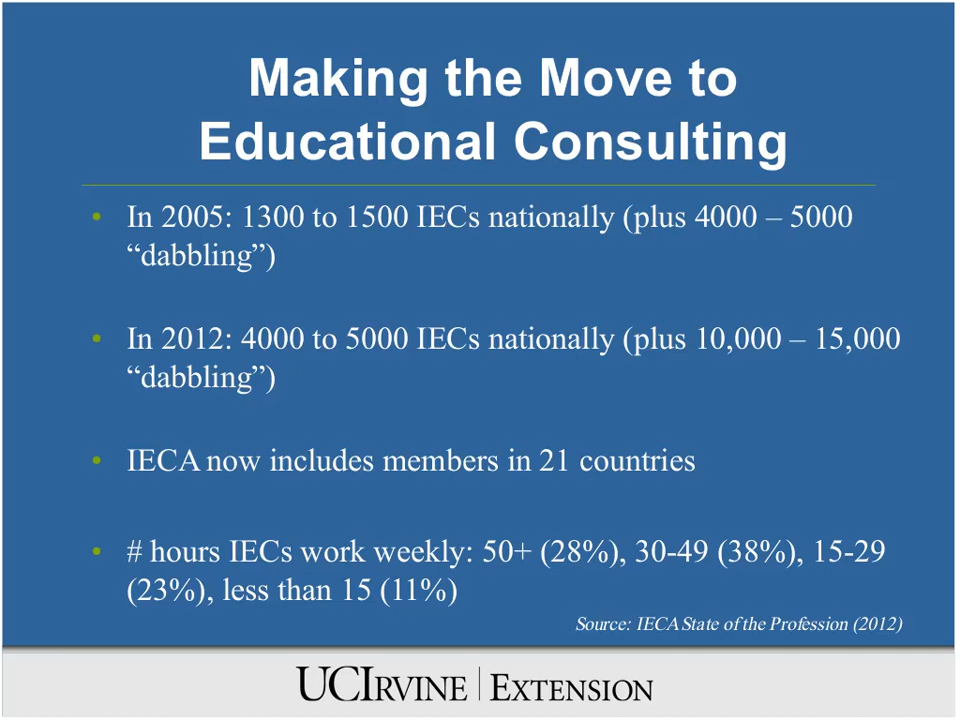 Making the Move to
Educational Consulting
• In 2005: 1300 to 1500 IECs nationally (plus 4000 – 5000
“dabbling”)
• In 2012: 4000 to 5000 IECs nationally (plus 10,000 – 15,000
“dabbling”)
• IECA now includes members in 21 countries
• # hours IECs work weekly: 50+ (28%), 30-49 (38%), 15-29
(23%), less than 15 (11%)
Source: IECA State of the Profession (2012)
UCIRVINE | EXTENSION